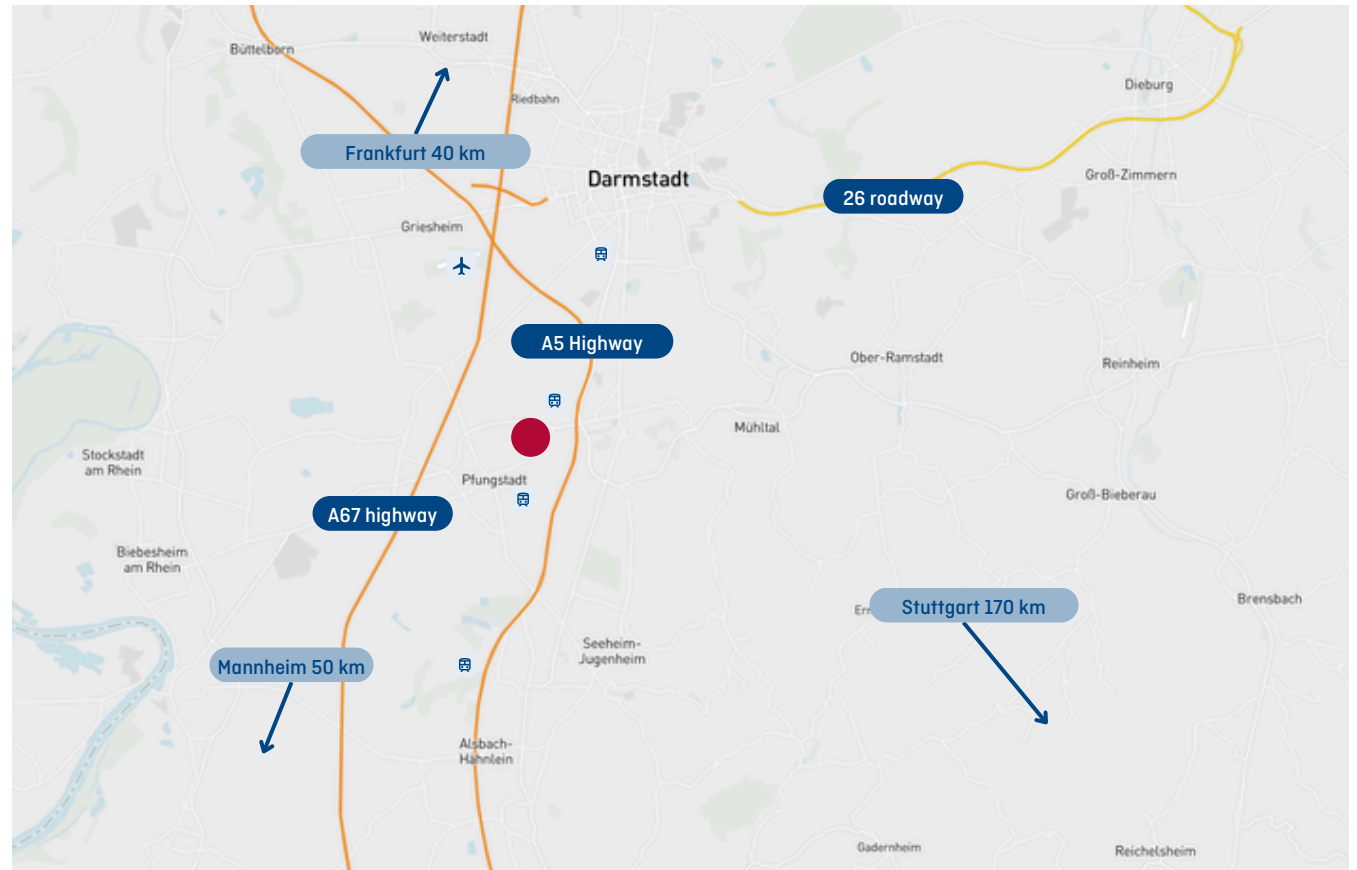 Weiterstadt
Büttelborn
Dieburg
Riedbahn
Frankfurt 40 km
Darmstadt
Groß-Zimmern
26 roadway
Griesheim
A5 Highway
Ober-Ramstadt
Reinheim
Mühltal
Stockstadt
am Rhein
Pfungstadt
Groß-Bieberau
A67 highway
Biebesheim
am Rhein
Brensbach
Stuttgart 170 km
Seeheim-
Jugenheim
Mannheim 50 km
Alsbach-
Hähnlein
Gadernheim
Reichelsheim